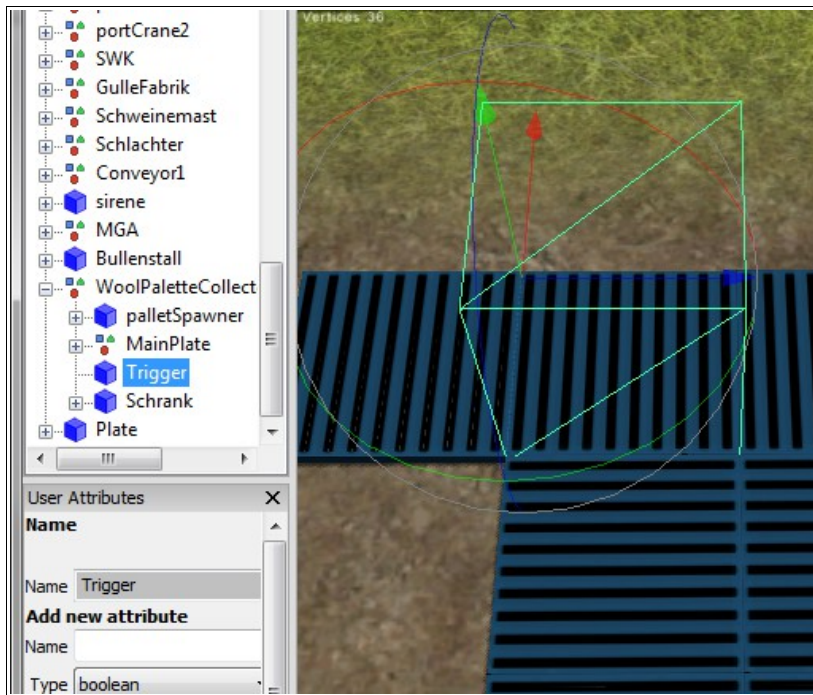 Vertices 36
portCrane2
SWK
GulleFabrik
Schweinemast
Schlachter
Conveyor1
sirene
MGA
Bullenstall
WoolPaletteCollect
palletSpawner
MainPlate
Trigger
Schrank
Plate
User Attributes
Name
Name Trigger
Add new attribute
Name
Type boolean